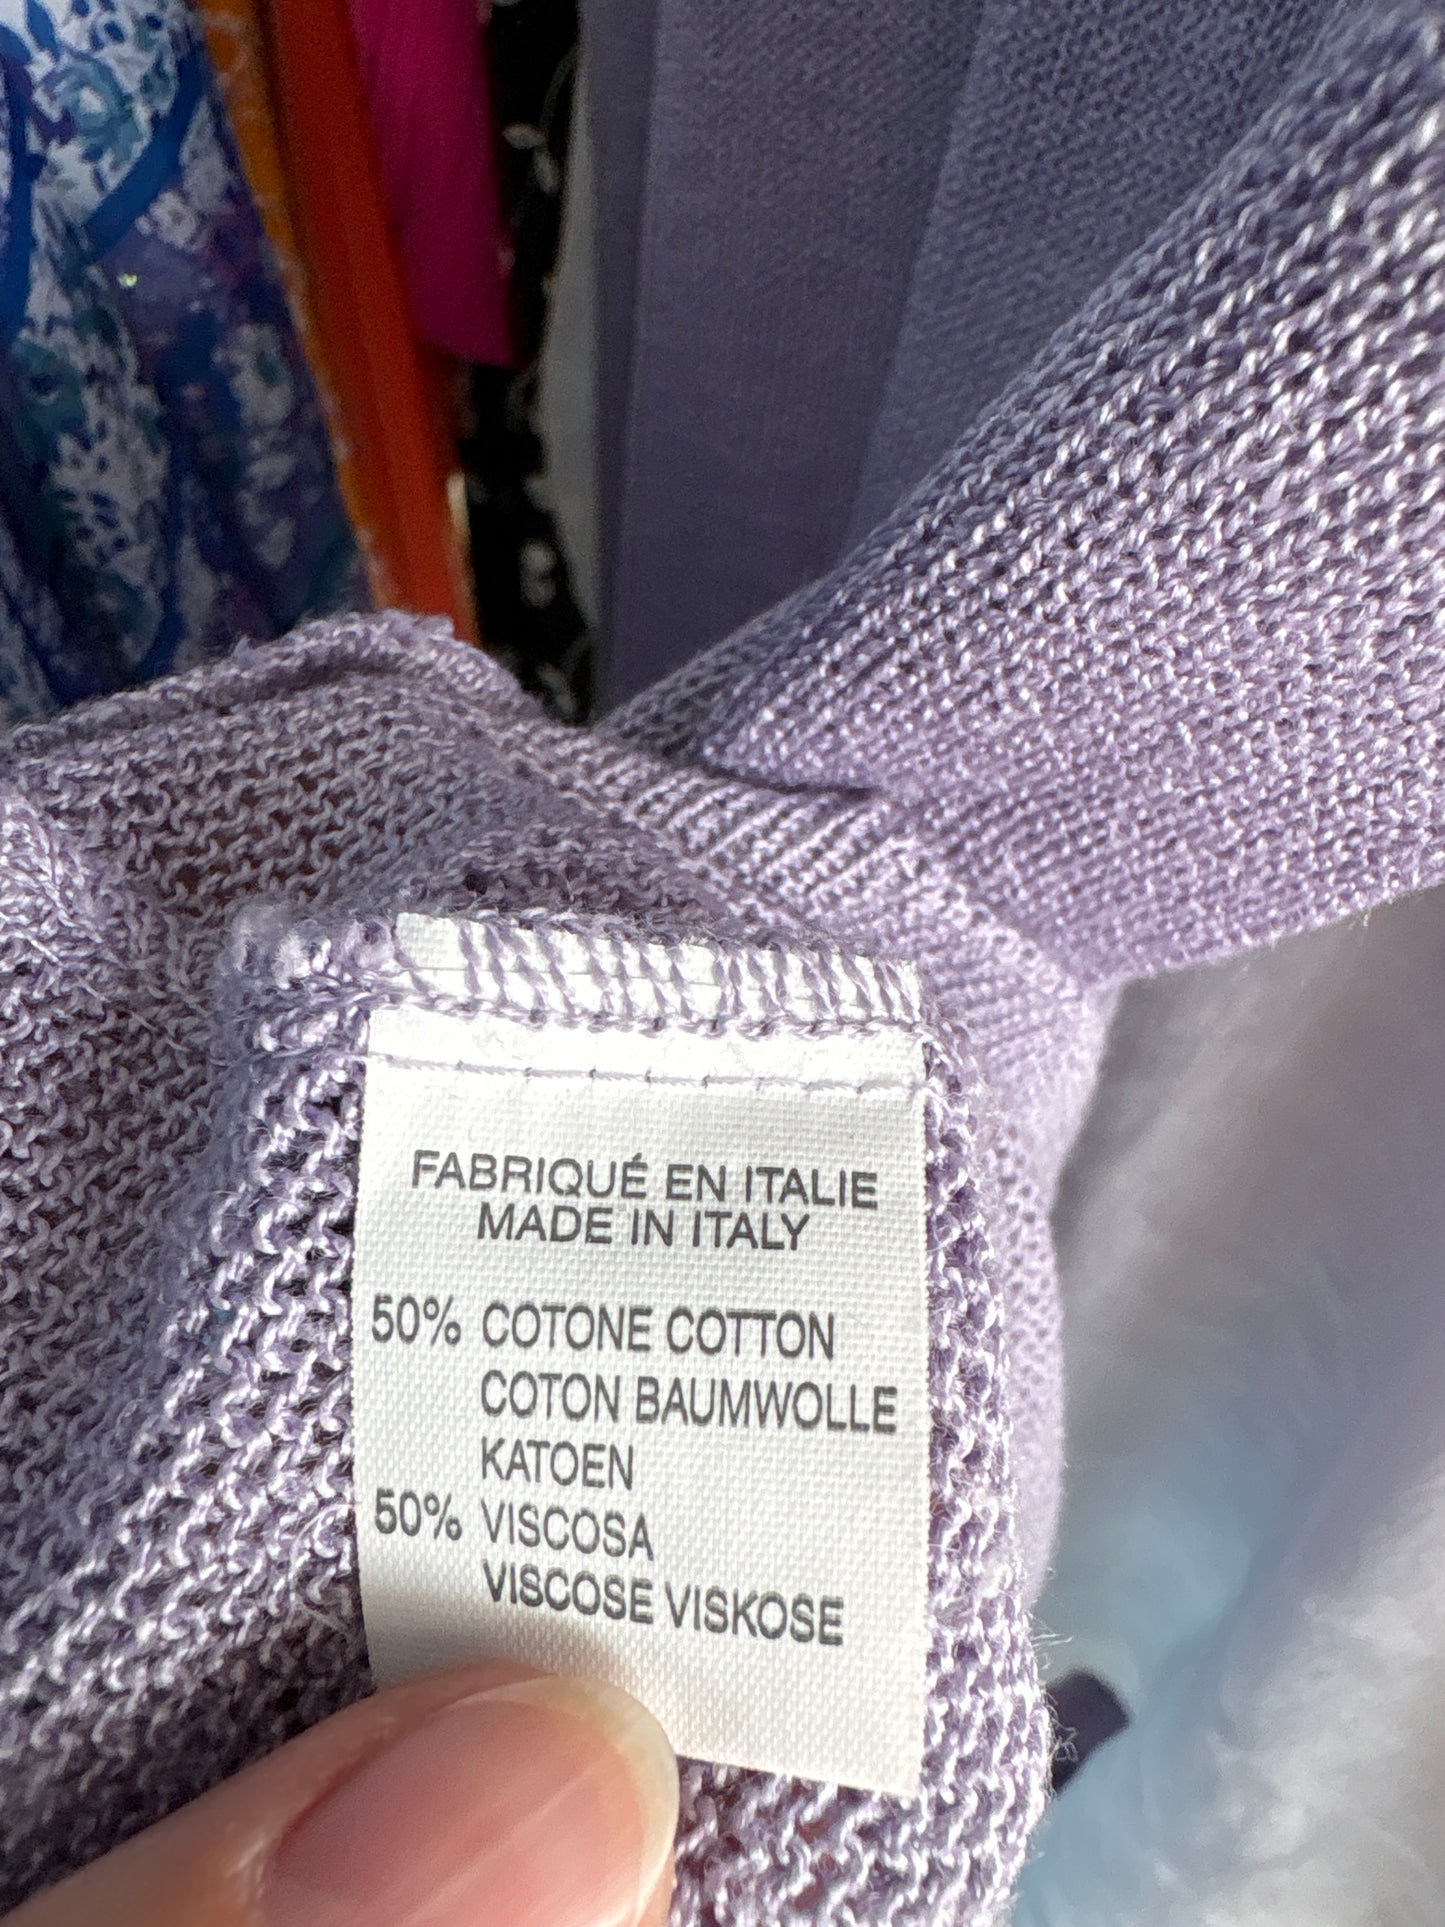 FABRIQUÉ EN ITALIE
MADE IN ITALY
50% COTONE COTTON
COTON BAUMWOLLE
KATOEN
50% VISCOSA
VISCOSE VISKOSE